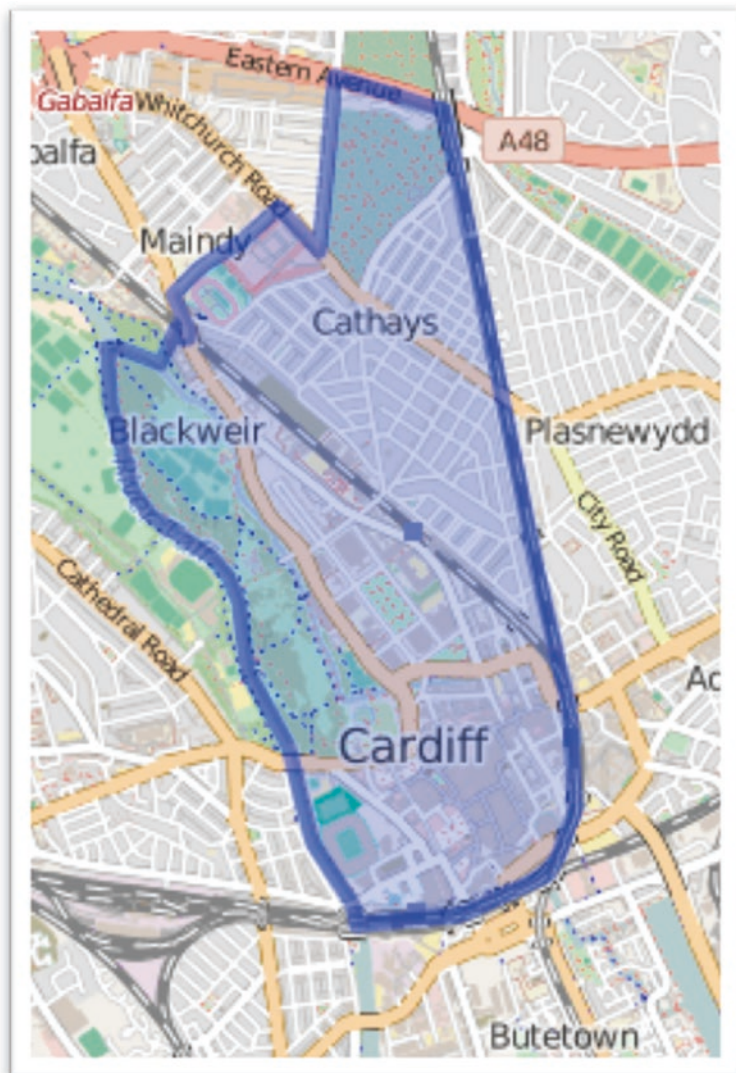 Eastern Avenue
Gabalfa
Whitchurch Road
A48
balfa
Maindy
Cathays
Blackweir
Plasnewydd
City Road
Cathedral Road
Ad
Cardiff
Butetown